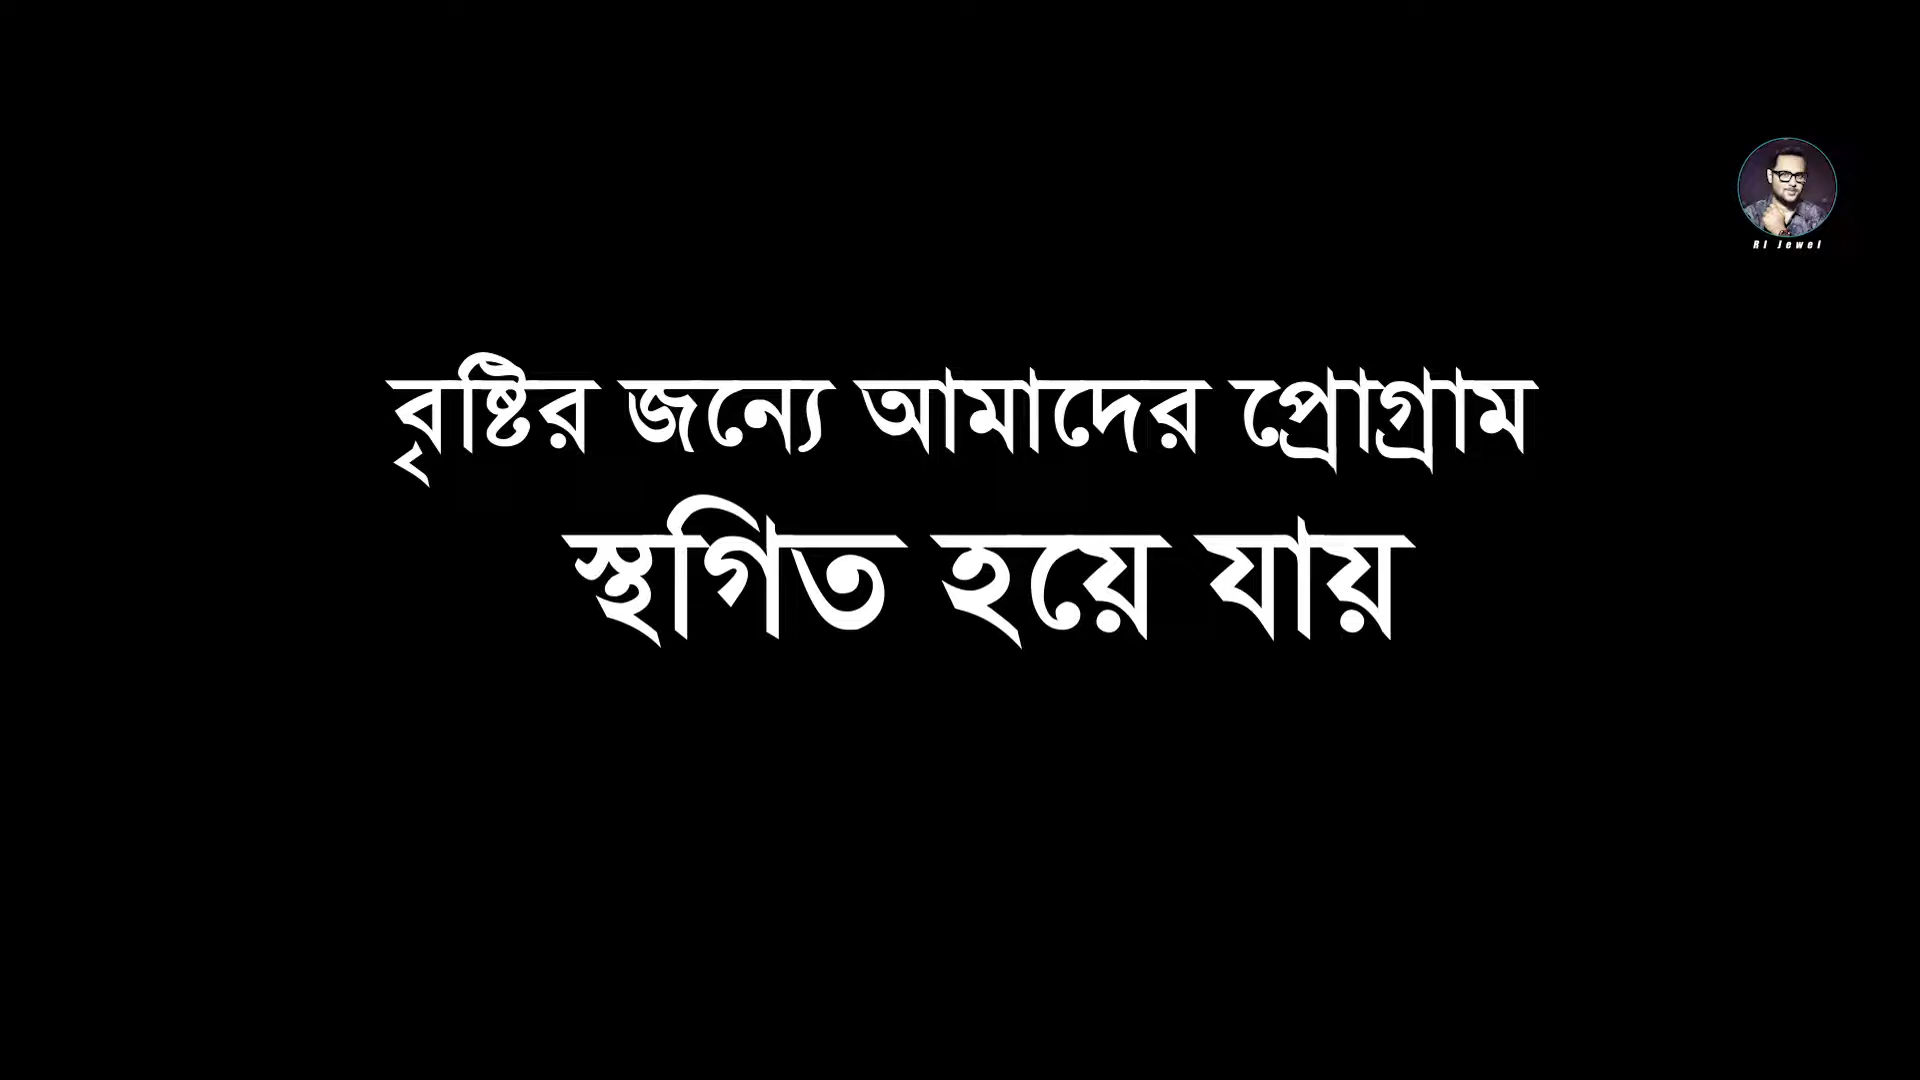 RI Jewel
বৃষ্টির জন্যে আমাদের প্রোগ্রাম
স্থগিত হয়ে যায়